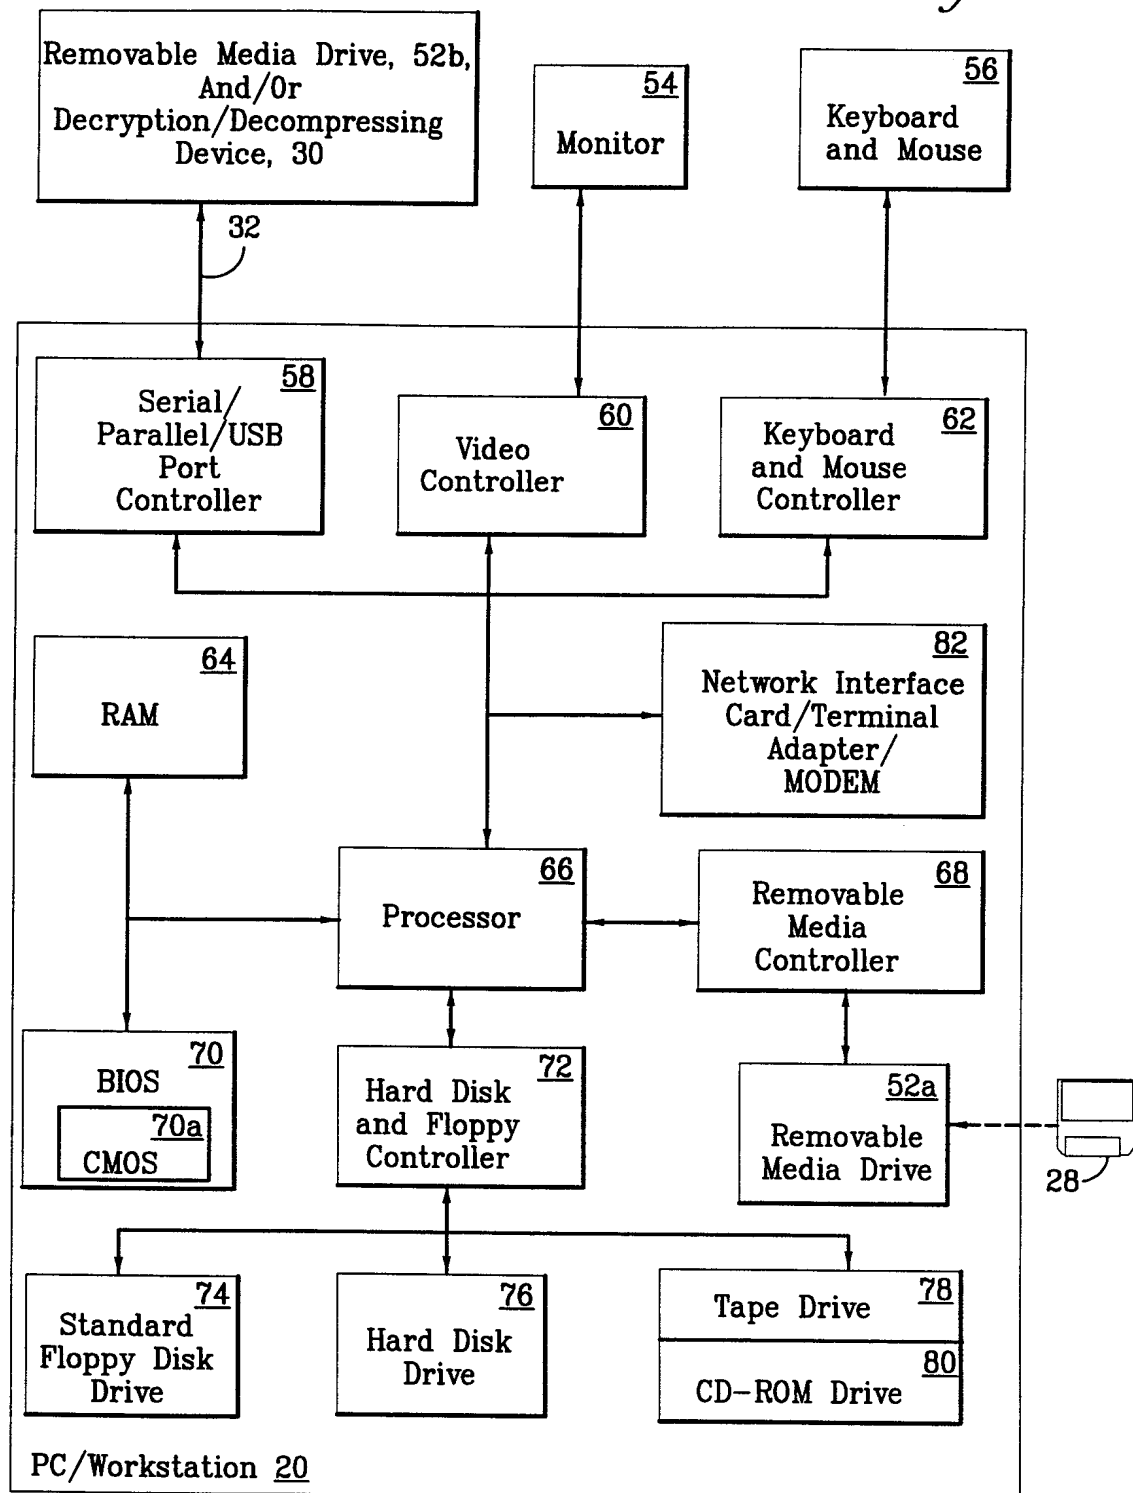 Removable Media Drive, 52b,
And/Or
Decryption/Decompressing
Device, 30
54
Monitor
56
Keyboard
and Mouse
32
58
Serial/
Parallel/USB
Port
Controller
60
Video
Controller
62
Keyboard
and Mouse
Controller
64
RAM
82
Network Interface
Card/Terminal
Adapter/
MODEM
66
Processor
68
Removable
Media
Controller
70
BIOS
70a
CMOS
72
Hard Disk
and Floppy
Controller
52a
Removable
Media Drive
28
74
Standard
Floppy Disk
Drive
76
Hard Disk
Drive
78
Tape Drive
80
CD-ROM Drive
PC/Workstation 20